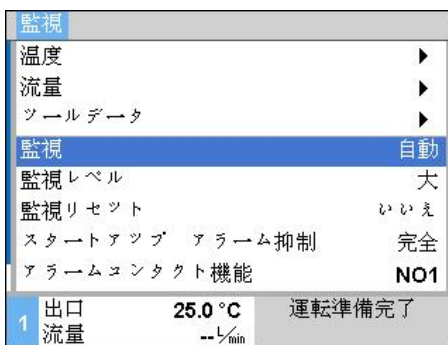 監視
温度
流量
ツールデータ
監視 自動
監視レベル 大
監視リセット いいえ
スタートアップ アラーム抑制 完全
アラームコンタクト機能 NO1
1 出口 25.0 °C 運転準備完了
流量 -- L/min